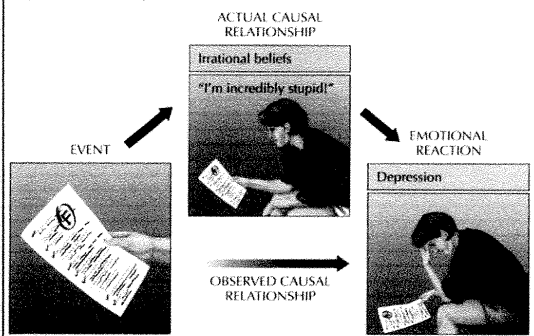 ACTUAL CAUSAL
RELATIONSHIP
Irrational beliefs
"I'm incredibly stupid!"
EVENT
EMOTIONAL
REACTION
Depression
F
OBSERVED CAUSAL
RELATIONSHIP